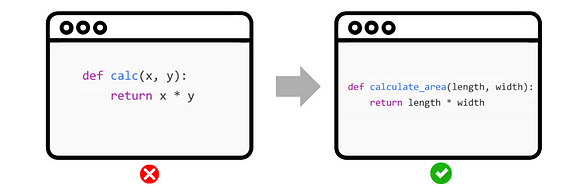 def calc(x, y):
    return x * y
def calculate_area(length, width):
    return length * width